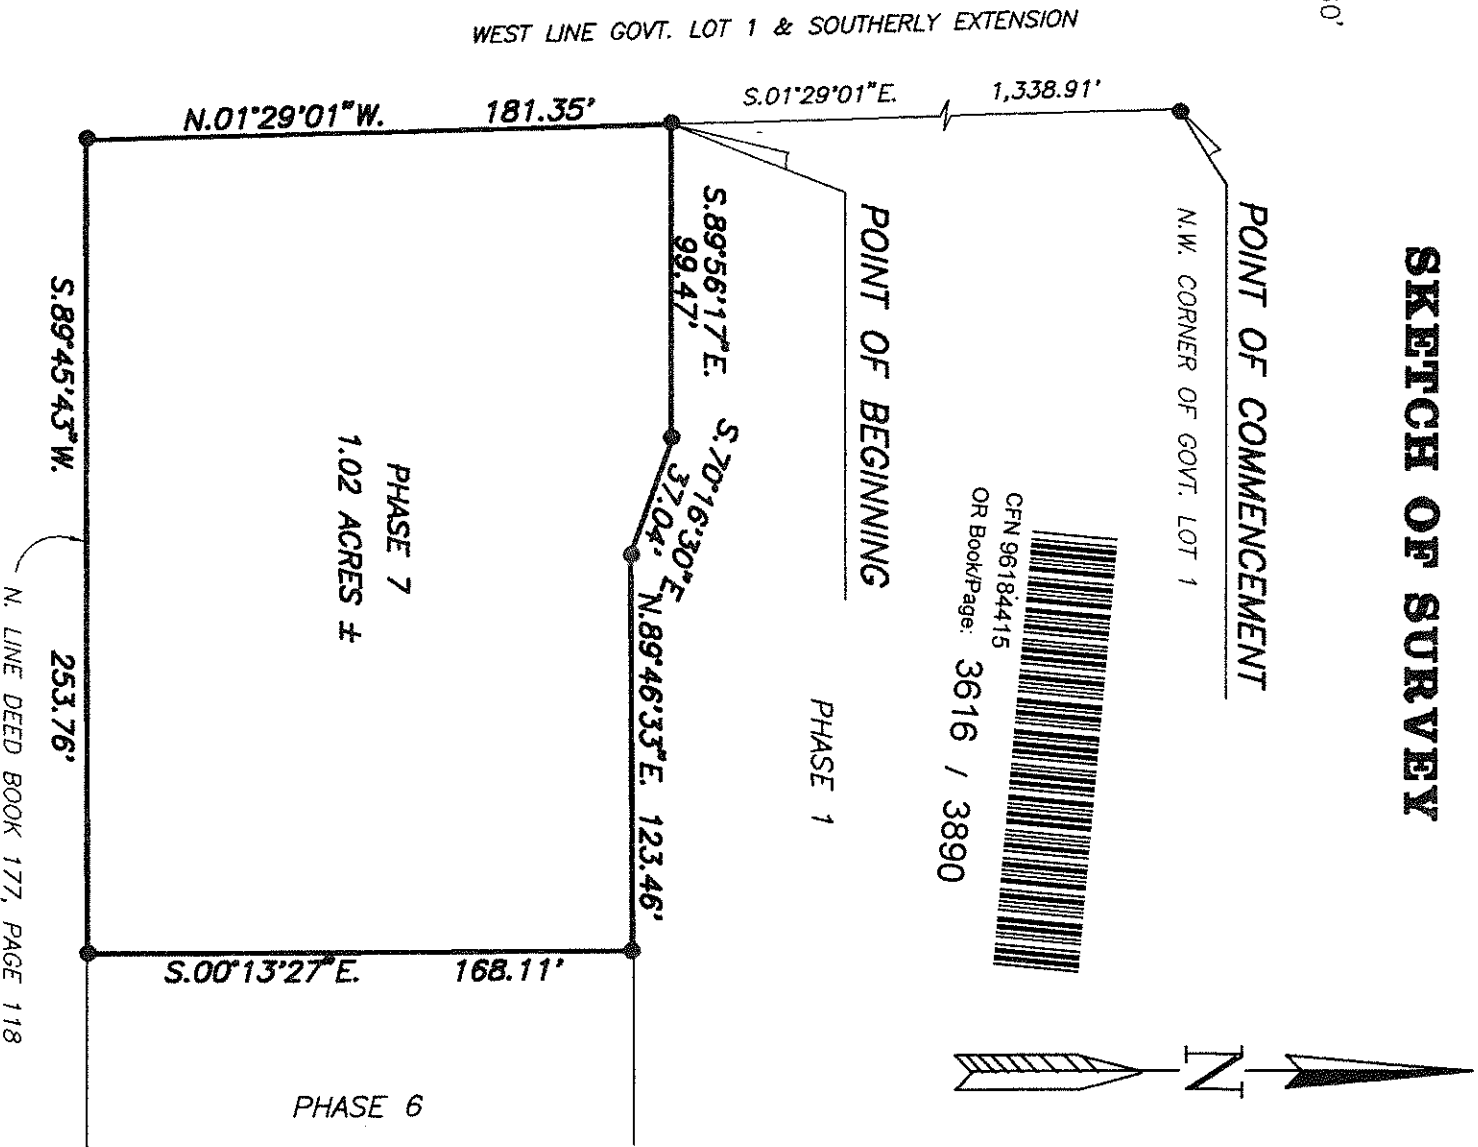 SKETCH OF SURVEY
60'
POINT OF COMMENCEMENT
N.W. CORNER OF GOVT. LOT 1
WEST LINE GOVT. LOT 1 & SOUTHERLY EXTENSION
S.01°29'01"E. 1,338.91'
CFN 96184415
OR Book/Page: 3616 / 3890
N
POINT OF BEGINNING
PHASE 1
S.89°56'17"E.
99.47'
S.70°16'30"E
37.04'
N.89°46'33"E. 123.46'
N.01°29'01"W. 181.35'
PHASE 7
1.02 ACRES ±
S.00°13'27"E. 168.11'
PHASE 6
S.89°45'43"W. 253.76'
N. LINE DEED BOOK 177, PAGE 118